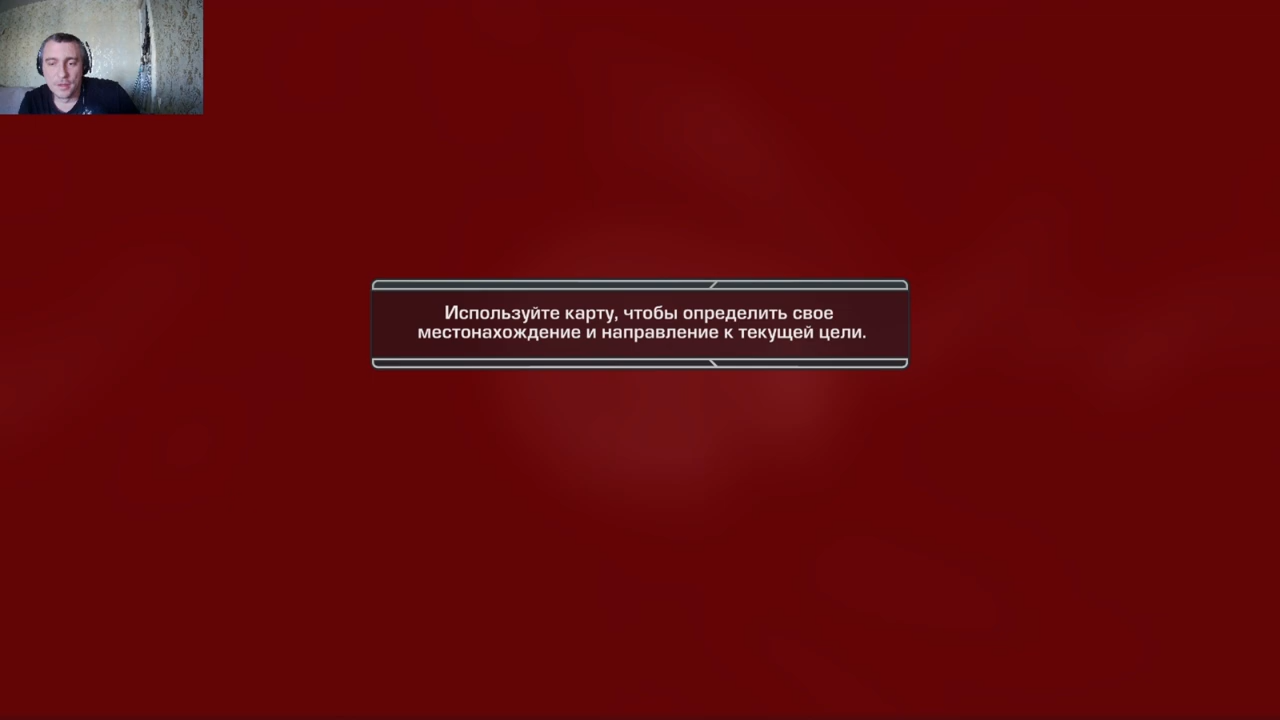 Используйте карту, чтобы определить свое
местонахождение и направление к текущей цели.